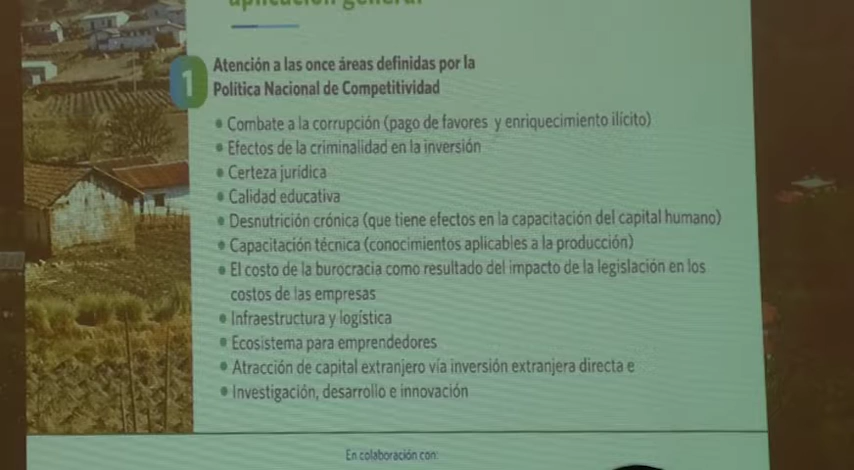 aplicación general
1
Atención a las once áreas definidas por la
Política Nacional de Competitividad
• Combate a la corrupción (pago de favores y enriquecimiento ilícito)
• Efectos de la criminalidad en la inversión
• Certeza jurídica
• Calidad educativa
• Desnutrición crónica (que tiene efectos en la capacitación del capital humano)
• Capacitación técnica (conocimientos aplicables a la producción)
• El costo de la burocracia como resultado del impacto de la legislación en los
costos de las empresas
• Infraestructura y logística
• Ecosistema para emprendedores
• Atracción de capital extranjero vía inversión extranjera directa e
• Investigación, desarrollo e innovación
En colaboración con: